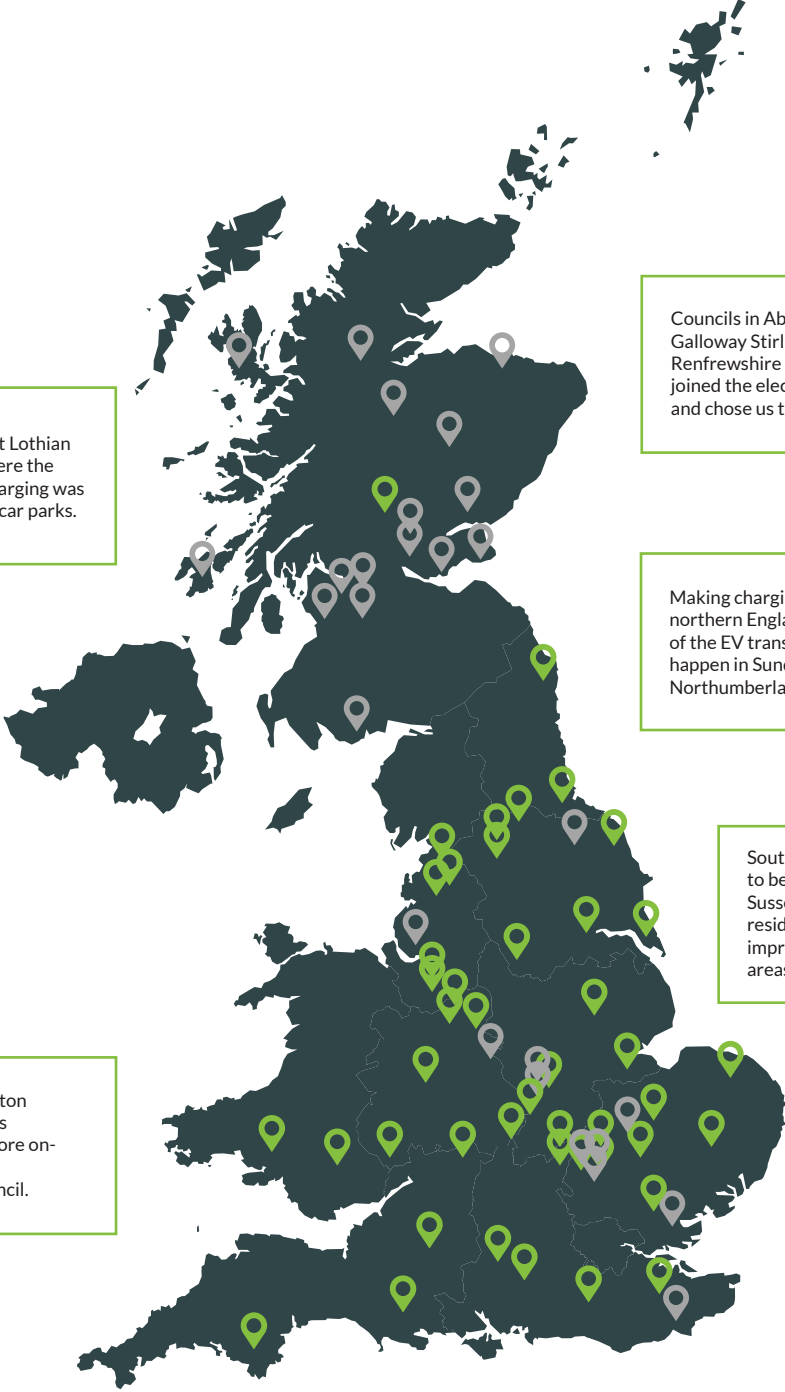 Councils in Ab
Galloway Stirl
Renfrewshire
joined the elec
and chose us t
t Lothian
ere the
arging was
car parks.
Making chargi
northern Engla
of the EV trans
happen in Sund
Northumberla
Sout
to be
Susse
resid
impr
areas
ton
s
ore on-
ncil.